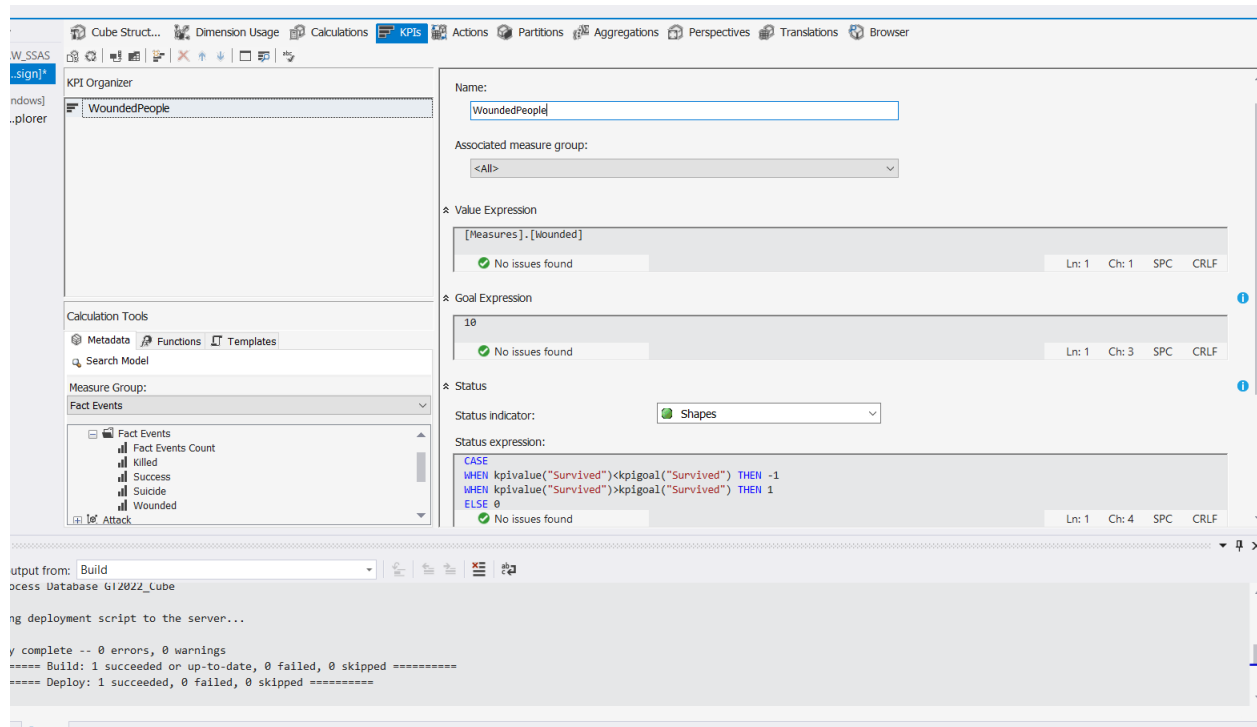 Cube Struct... Dimension Usage Calculations KPIs Actions Partitions Aggregations Perspectives Translations Browser
W_SSAS
...sign]*
KPI Organizer
WoundedPeople
ndows]
..plorer
Name:
WoundedPeople
Associated measure group:
<All>
Value Expression
[Measures].[Wounded]
No issues found Ln: 1 Ch: 1 SPC CRLF
Goal Expression
10
No issues found Ln: 1 Ch: 3 SPC CRLF
Status
Status indicator: Shapes
Status expression:
CASE
WHEN kpivalue("Survived")<kpigoal("Survived") THEN -1
WHEN kpivalue("Survived")>kpigoal("Survived") THEN 1
ELSE 0
No issues found Ln: 1 Ch: 4 SPC CRLF
Calculation Tools
Metadata Functions Templates
Search Model
Measure Group:
Fact Events
Fact Events
Fact Events Count
Killed
Success
Suicide
Wounded
Attack
utput from: Build
ocess Database GT2022_Cube
ng deployment script to the server...
y complete -- 0 errors, 0 warnings
===== Build: 1 succeeded or up-to-date, 0 failed, 0 skipped ==========
===== Deploy: 1 succeeded, 0 failed, 0 skipped ==========